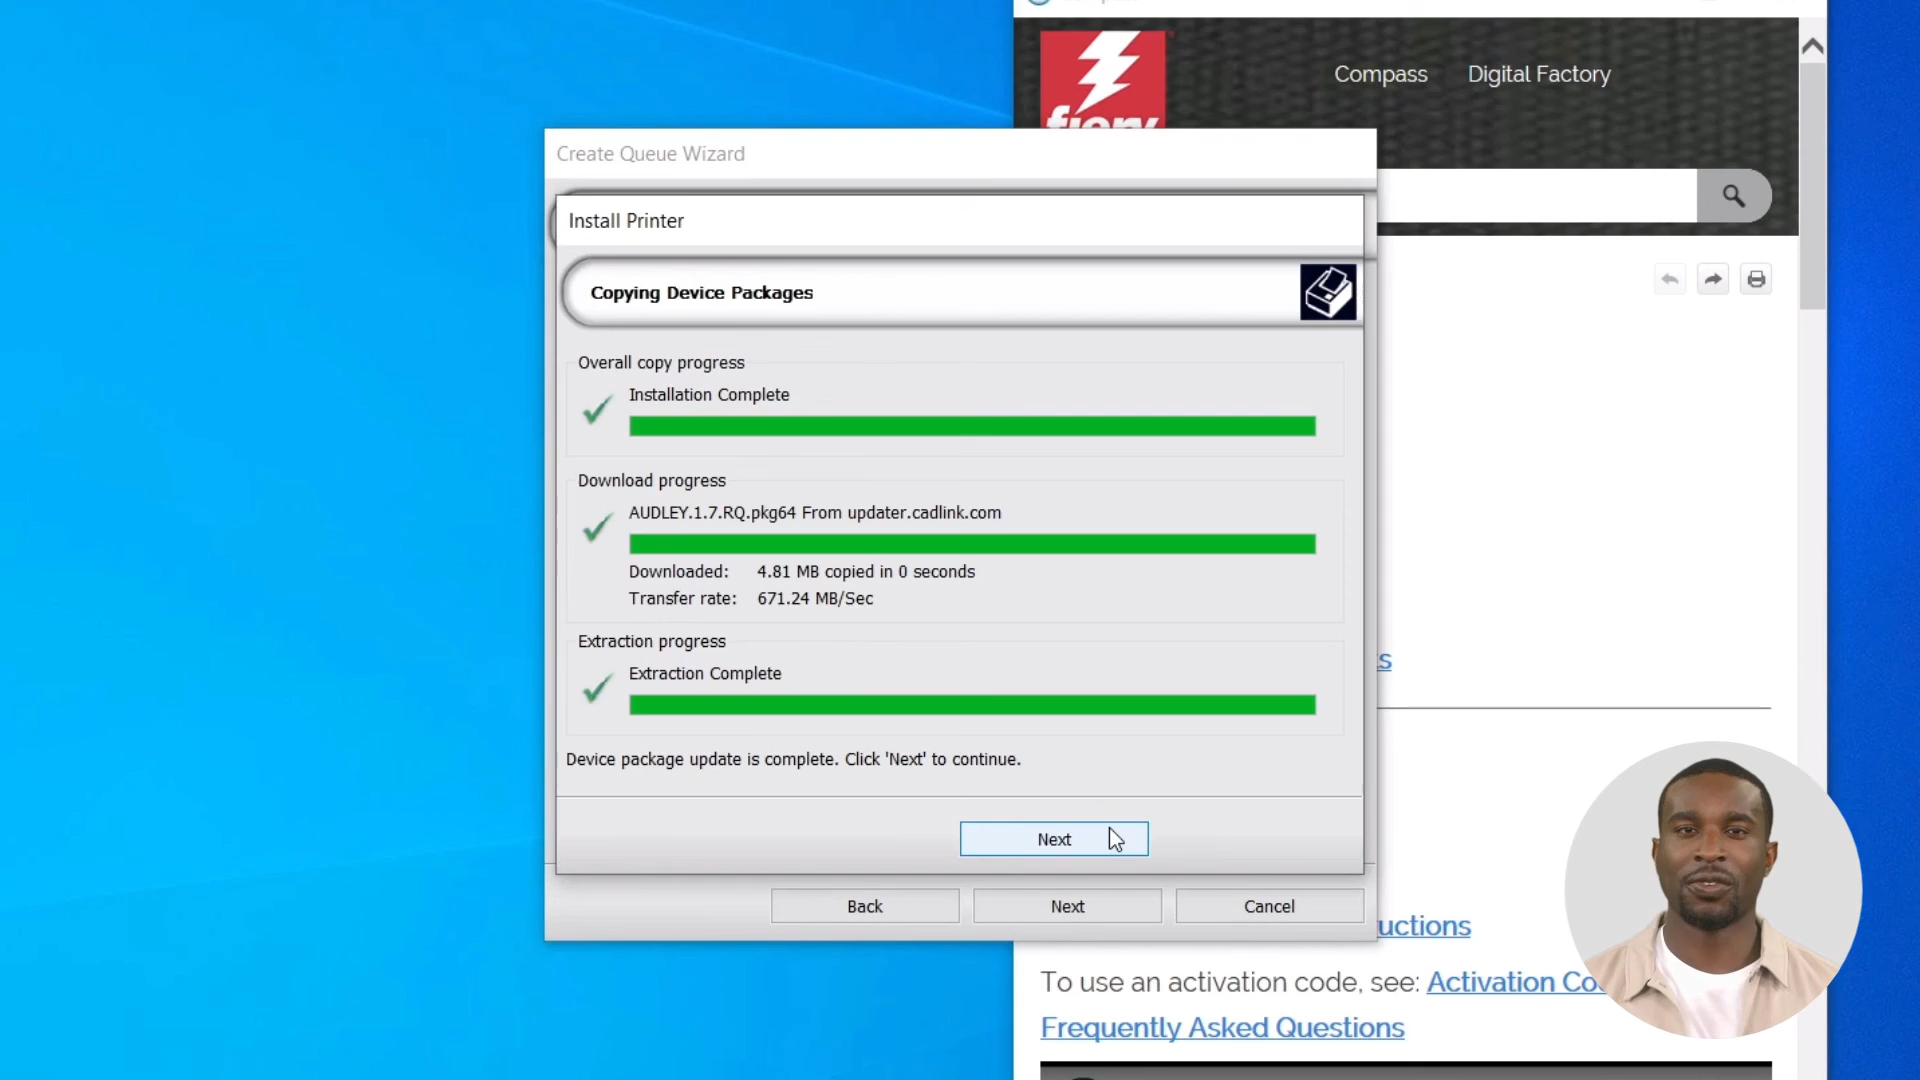 Compass Digital Factory
fiery
Create Queue Wizard
Install Printer
Copying Device Packages
Overall copy progress
Installation Complete
Download progress
AUDLEY.1.7.RQ.pkg64 From updater.cadlink.com
Downloaded: 4.81 MB copied in 0 seconds
Transfer rate: 671.24 MB/Sec
Extraction progress
Extraction Complete
Device package update is complete. Click 'Next' to continue.
Next
Back Next Cancel
ts
uctions
To use an activation code, see: Activation Co
Frequently Asked Questions